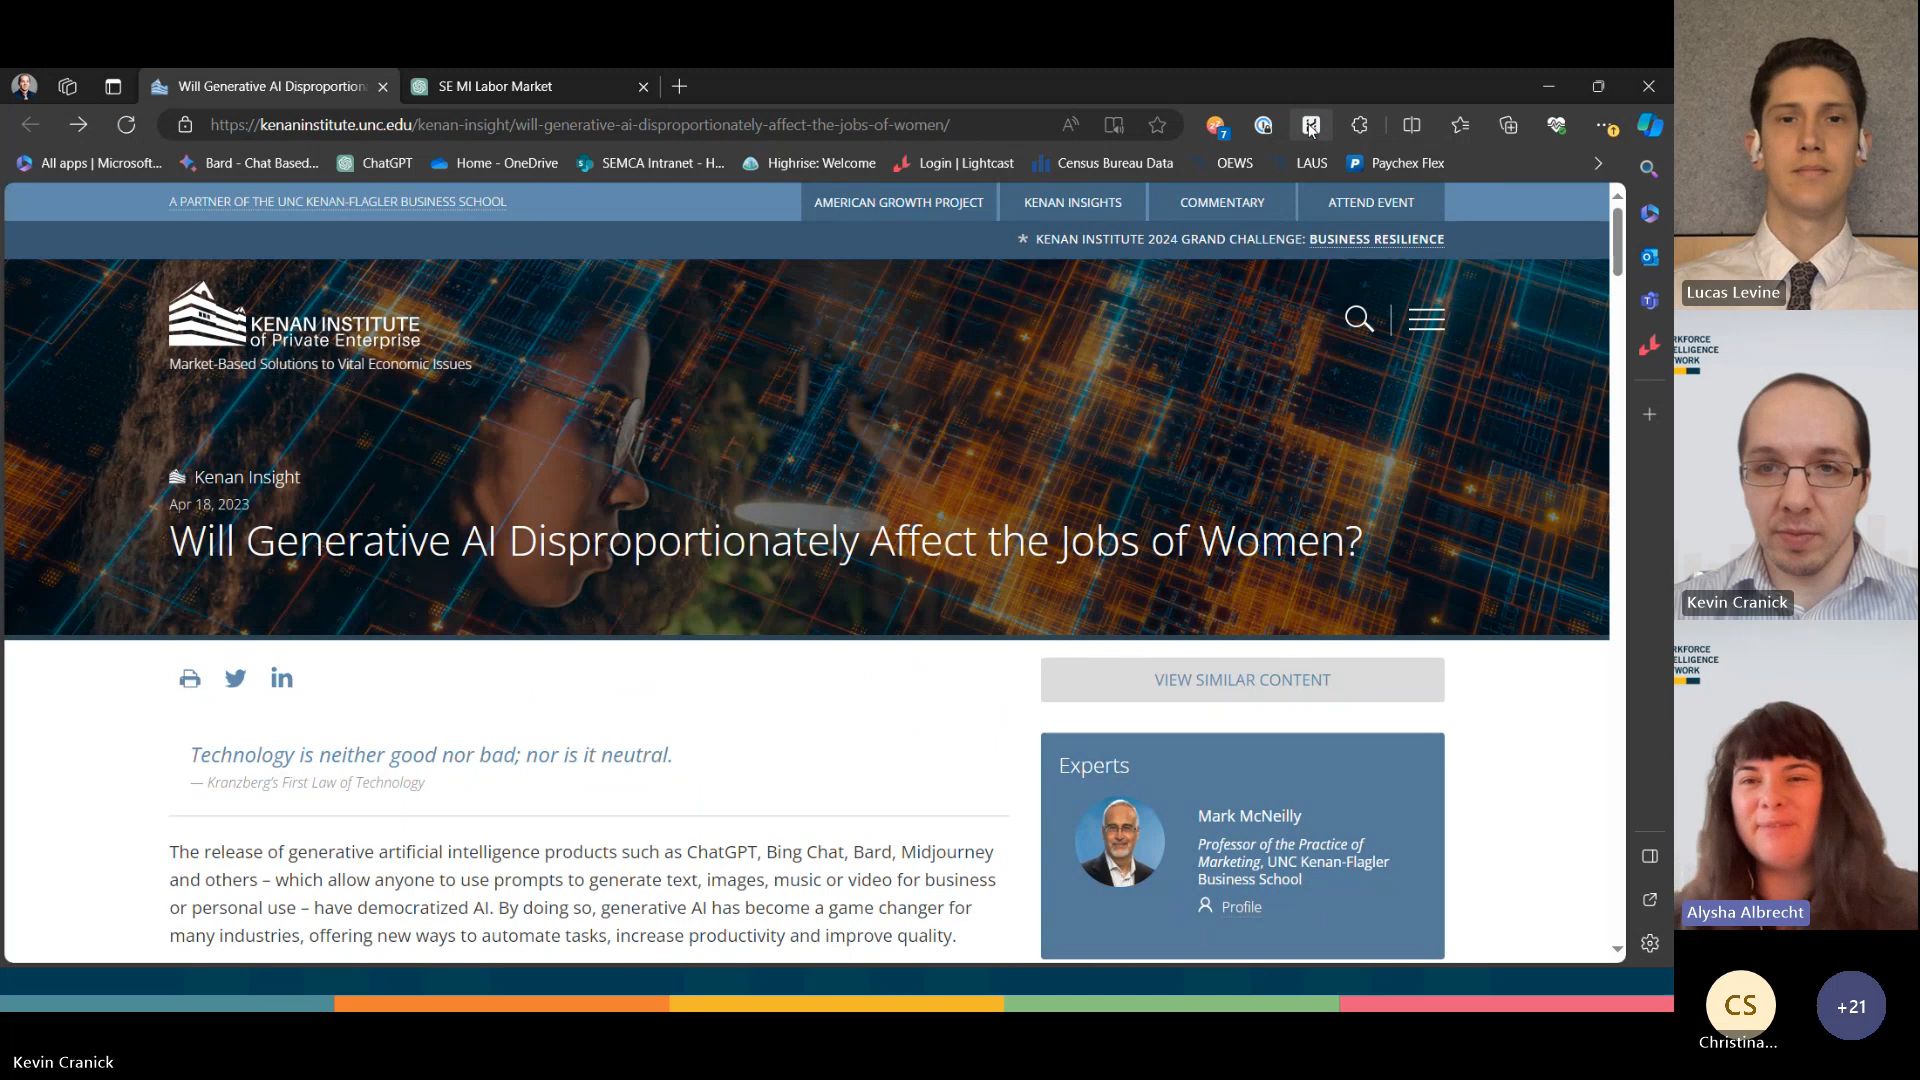 Will Generative AI Disproportion
SE MI Labor Market
https://kenaninstitute.unc.edu/kenan-insight/will-generative-ai-disproportionately-affect-the-jobs-of-women/
7
All apps | Microsoft...
Bard - Chat Based...
ChatGPT
Home - OneDrive
SEMCA Intranet - H...
Highrise: Welcome
Login | Lightcast
Census Bureau Data
OEWS
LAUS
Paychex Flex
A PARTNER OF THE UNC KENAN-FLAGLER BUSINESS SCHOOL
AMERICAN GROWTH PROJECT
KENAN INSIGHTS
COMMENTARY
ATTEND EVENT
* KENAN INSTITUTE 2024 GRAND CHALLENGE: BUSINESS RESILIENCE
KENAN INSTITUTE
of Private Enterprise
Market-Based Solutions to Vital Economic Issues
Kenan Insight
Apr 18, 2023
Will Generative AI Disproportionately Affect the Jobs of Women?
VIEW SIMILAR CONTENT
Technology is neither good nor bad; nor is it neutral.
— Kranzberg's First Law of Technology
Experts
Mark McNeilly
Professor of the Practice of
Marketing, UNC Kenan-Flagler
Business School
Profile
The release of generative artificial intelligence products such as ChatGPT, Bing Chat, Bard, Midjourney
and others – which allow anyone to use prompts to generate text, images, music or video for business
or personal use – have democratized AI. By doing so, generative AI has become a game changer for
many industries, offering new ways to automate tasks, increase productivity and improve quality.
Lucas Levine
RKFORCE
ELLIGENCE
WORK
Kevin Cranick
RKFORCE
ELLIGENCE
WORK
Alysha Albrecht
CS
+21
Christina...
Kevin Cranick